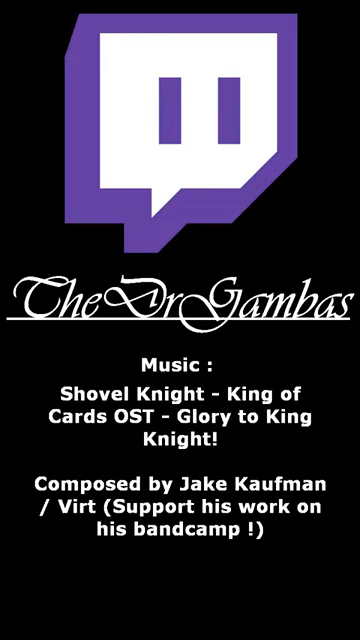 TheDrGambas
Music :
Shovel Knight - King of
Cards OST - Glory to King
Knight!
Composed by Jake Kaufman
/ Virt (Support his work on
his bandcamp !)